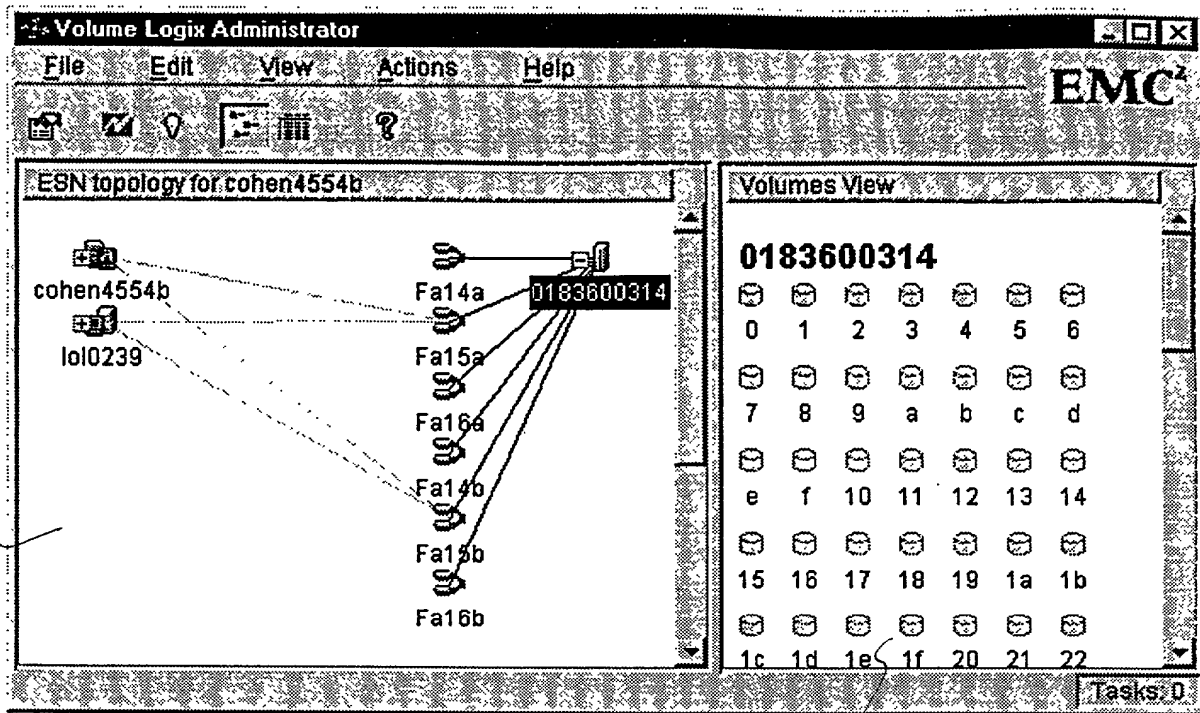 Volume Logix Administrator
File Edit View Actions Help
EMC²
ESN topology for cohen4554b
cohen4554b
lol0239
Fa14a
Fa15a
Fa16a
Fa14b
Fa15b
Fa16b
0183600314
Volumes View
0183600314
0 1 2 3 4 5 6
7 8 9 a b c d
e f 10 11 12 13 14
15 16 17 18 19 1a 1b
1c 1d 1e 1f 20 21 22
Tasks: 0